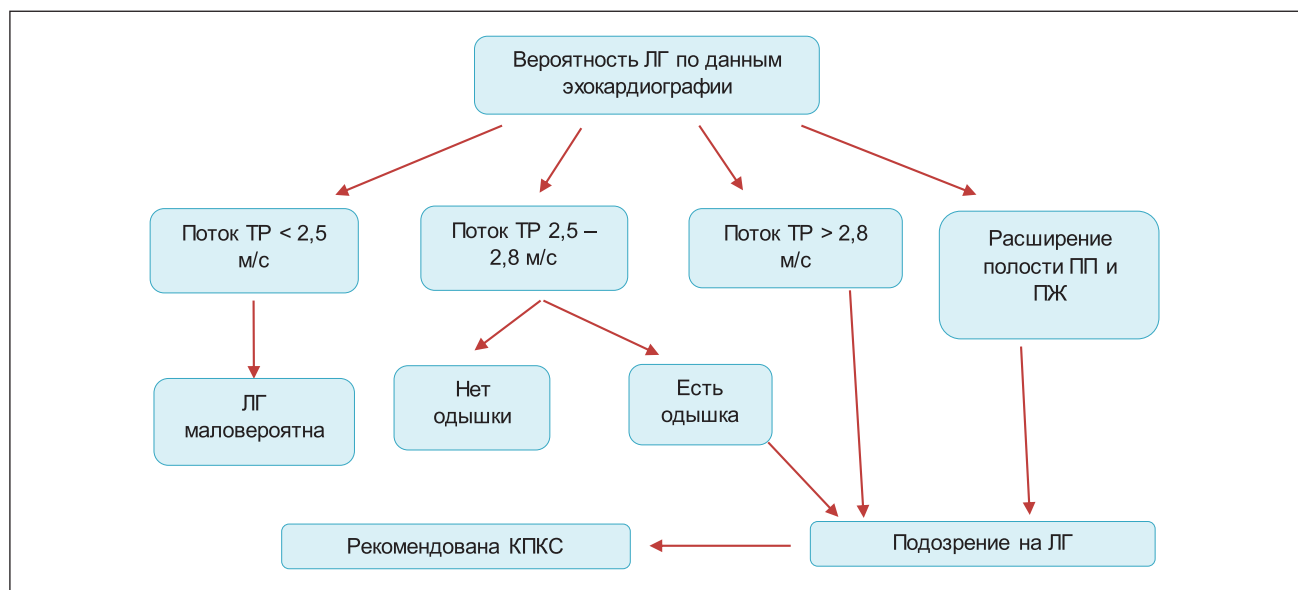 Вероятность ЛГ по данным
эхокардиографии
Поток ТР < 2,5
м/с
Поток ТР 2,5 –
2,8 м/с
Поток ТР > 2,8
м/с
Расширение
полости ПП и
ПЖ
ЛГ
маловероятна
Нет
одышки
Есть
одышка
Рекомендована КПКС
Подозрение на ЛГ